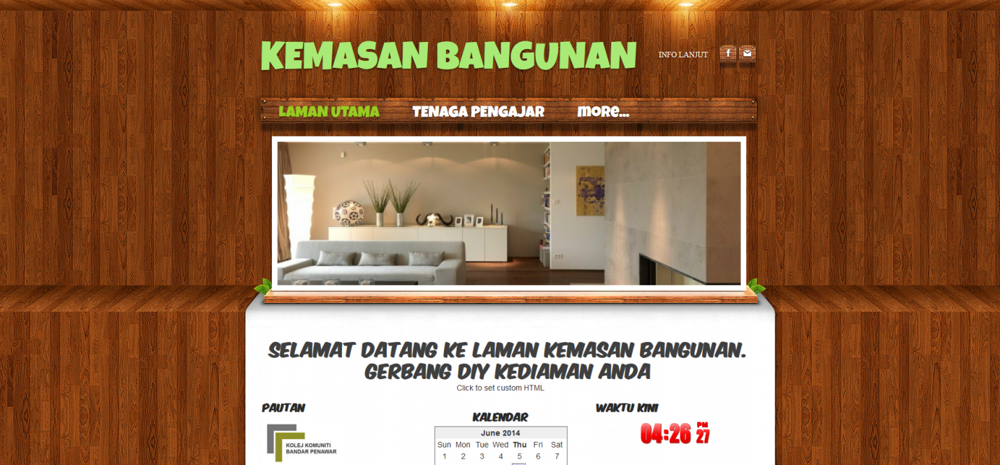 KEMASAN BANGUNAN
INFO LANJUT
LAMAN UTAMA TENAGA PENGAJAR more...
SELAMAT DATANG KE LAMAN KEMASAN BANGUNAN.
GERBANG DIY KEDIAMAN ANDA
Click to set custom HTML
PAUTAN
KOLEJ KOMUNITI
BANDAR PENAWAR
KALENDAR
June 2014
Sun Mon Tue Wed Thu Fri Sat
1 2 3 4 5 6 7
WAKTU KINI
04:26 PM 27